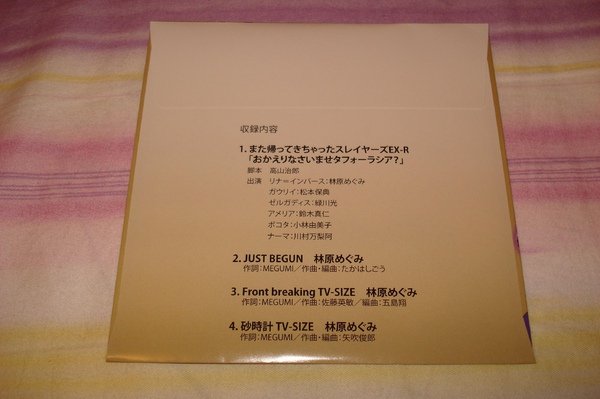 収録内容
1. また帰ってきちゃったスレイヤーズEX-R
「おかえりなさいませタフォーラシア?」
脚本 高山治郎
出演 リナ=インバース:林原めぐみ
ガウリイ:松本保典
ゼルガディス:緑川光
アメリア:鈴木真仁
ポコタ:小林由美子
ナーマ:川村万梨阿
2. JUST BEGUN 林原めぐみ
作詞:MEGUMI/作曲・編曲:たかはしごう
3. Front breaking TV-SIZE 林原めぐみ
作詞:MEGUMI/作曲:佐藤英敏/編曲:五島翔
4. 砂時計 TV-SIZE 林原めぐみ
作詞:MEGUMI/作曲・編曲:矢吹俊郎